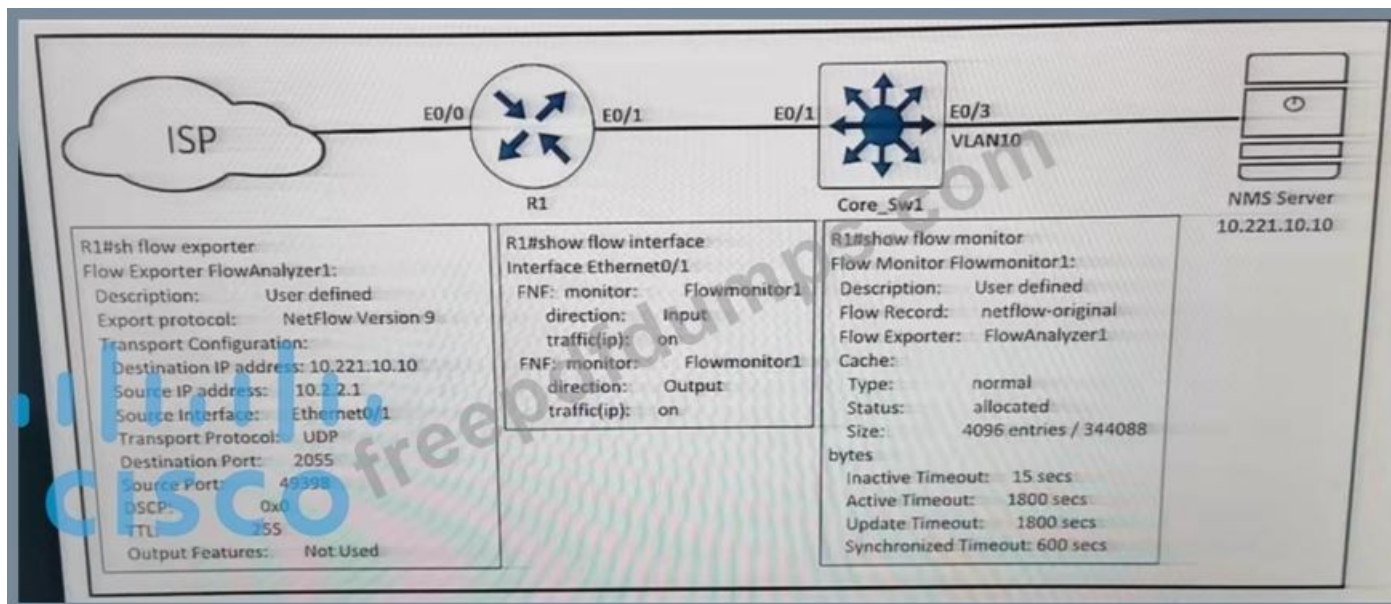 ISP
E0/0
E0/1
E0/1
E0/3
VLAN10
R1
Core_Sw1
NMS Server
10.221.10.10
R1#sh flow exporter
Flow Exporter FlowAnalyzer1:
Description: User defined
Export protocol: NetFlow Version 9
Transport Configuration:
Destination IP address: 10.221.10.10
Source IP address: 10.2.2.1
Source Interface: Ethernet0/1
Transport Protocol: UDP
Destination Port: 2055
Source Port: 49398
DSCP: 0x0
TTL: 255
Output Features: Not Used
R1#show flow interface
Interface Ethernet0/1
FNF: monitor: Flowmonitor1
direction: Input
traffic(ip): on
FNF: monitor: Flowmonitor1
direction: Output
traffic(ip): on
R1#show flow monitor
Flow Monitor Flowmonitor1:
Description: User defined
Flow Record: netflow-original
Flow Exporter: FlowAnalyzer1
Cache:
Type: normal
Status: allocated
Size: 4096 entries / 344088
bytes
Inactive Timeout: 15 secs
Active Timeout: 1800 secs
Update Timeout: 1800 secs
Synchronized Timeout: 600 secs
freepdfdumps.com
CISCO